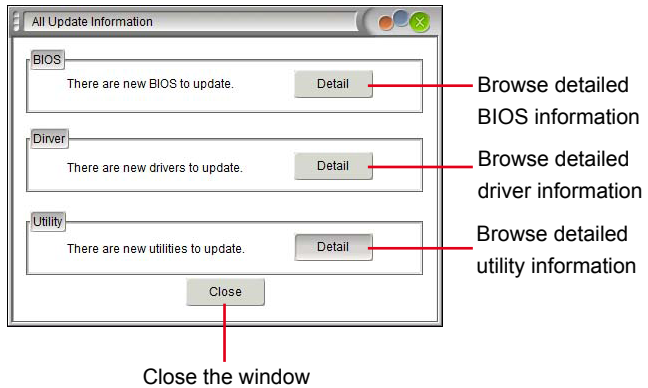 All Update Information
BIOS
There are new BIOS to update.
Detail
Browse detailed
BIOS information
Dirver
There are new drivers to update.
Detail
Browse detailed
driver information
Utility
There are new utilities to update.
Detail
Browse detailed
utility information
Close
Close the window